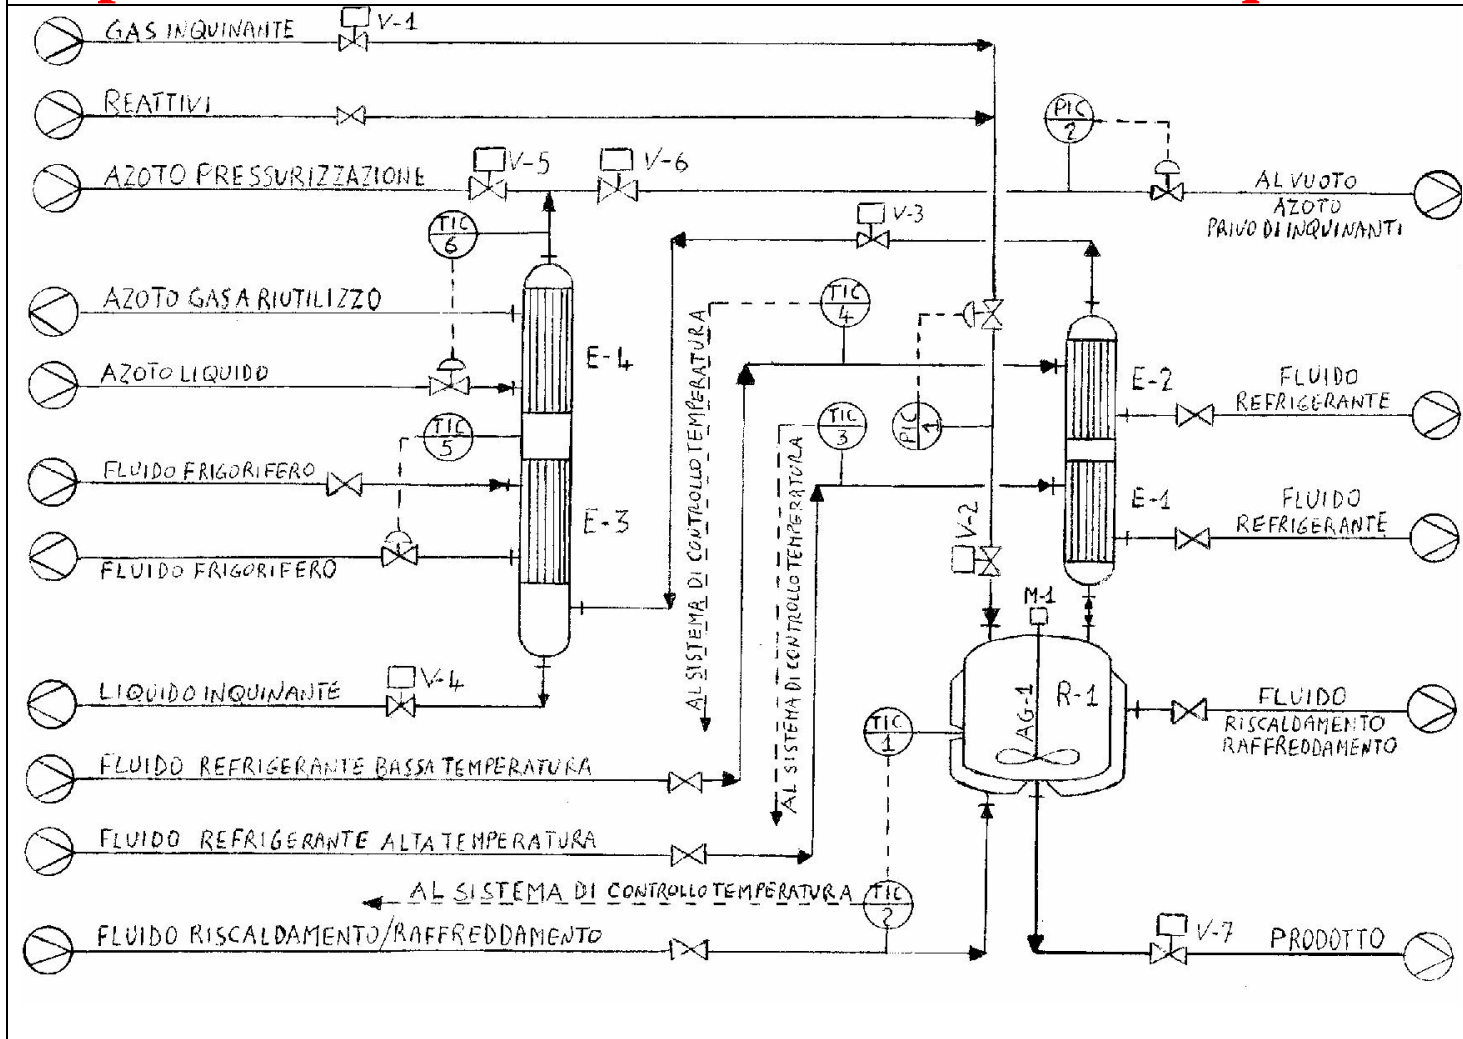 GAS INQUINANTE
V-1
REATTIVI
PIC
2
AZOTO PRESSURIZZAZIONE
V-5
V-6
AL VUOTO
AZOTO
PRIVO DI INQUINANTI
V-3
TIC
6
AZOTO GAS A RIUTILIZZO
TIC
4
E-4
AZOTO LIQUIDO
E-2
FLUIDO
REFRIGERANTE
TIC
5
TIC
3
PIC
1
FLUIDO FRIGORIFERO
E-3
E-1
FLUIDO
REFRIGERANTE
V-2
FLUIDO FRIGORIFERO
AL SISTEMA DI CONTROLLO TEMPERATURA
AL SISTEMA DI CONTROLLO TEMPERATURA
M-1
LIQUIDO INQUINANTE
V-4
AG-1
R-1
FLUIDO
RISCALDAMENTO
RAFFREDDAMENTO
TIC
1
FLUIDO REFRIGERANTE BASSA TEMPERATURA
FLUIDO REFRIGERANTE ALTA TEMPERATURA
AL SISTEMA DI CONTROLLO TEMPERATURA
TIC
2
FLUIDO RISCALDAMENTO/RAFFREDDAMENTO
V-7
PRODOTTO